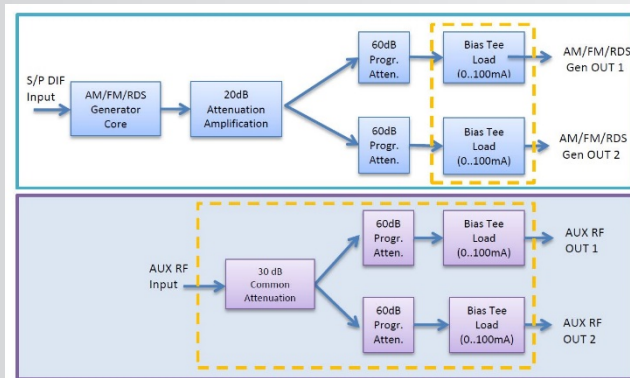 S/P DIF
Input
AM/FM/RDS
Generator
Core
20dB
Attenuation
Amplification
60dB
Progr.
Atten.
Bias Tee
Load
(0..100mA)
AM/FM/RDS
Gen OUT 1
60dB
Progr.
Atten.
Bias Tee
Load
(0..100mA)
AM/FM/RDS
Gen OUT 2
AUX RF
Input
30 dB
Common
Attenuation
60dB
Progr.
Atten.
Bias Tee
Load
(0..100mA)
AUX RF
OUT 1
60dB
Progr.
Atten.
Bias Tee
Load
(0..100mA)
AUX RF
OUT 2